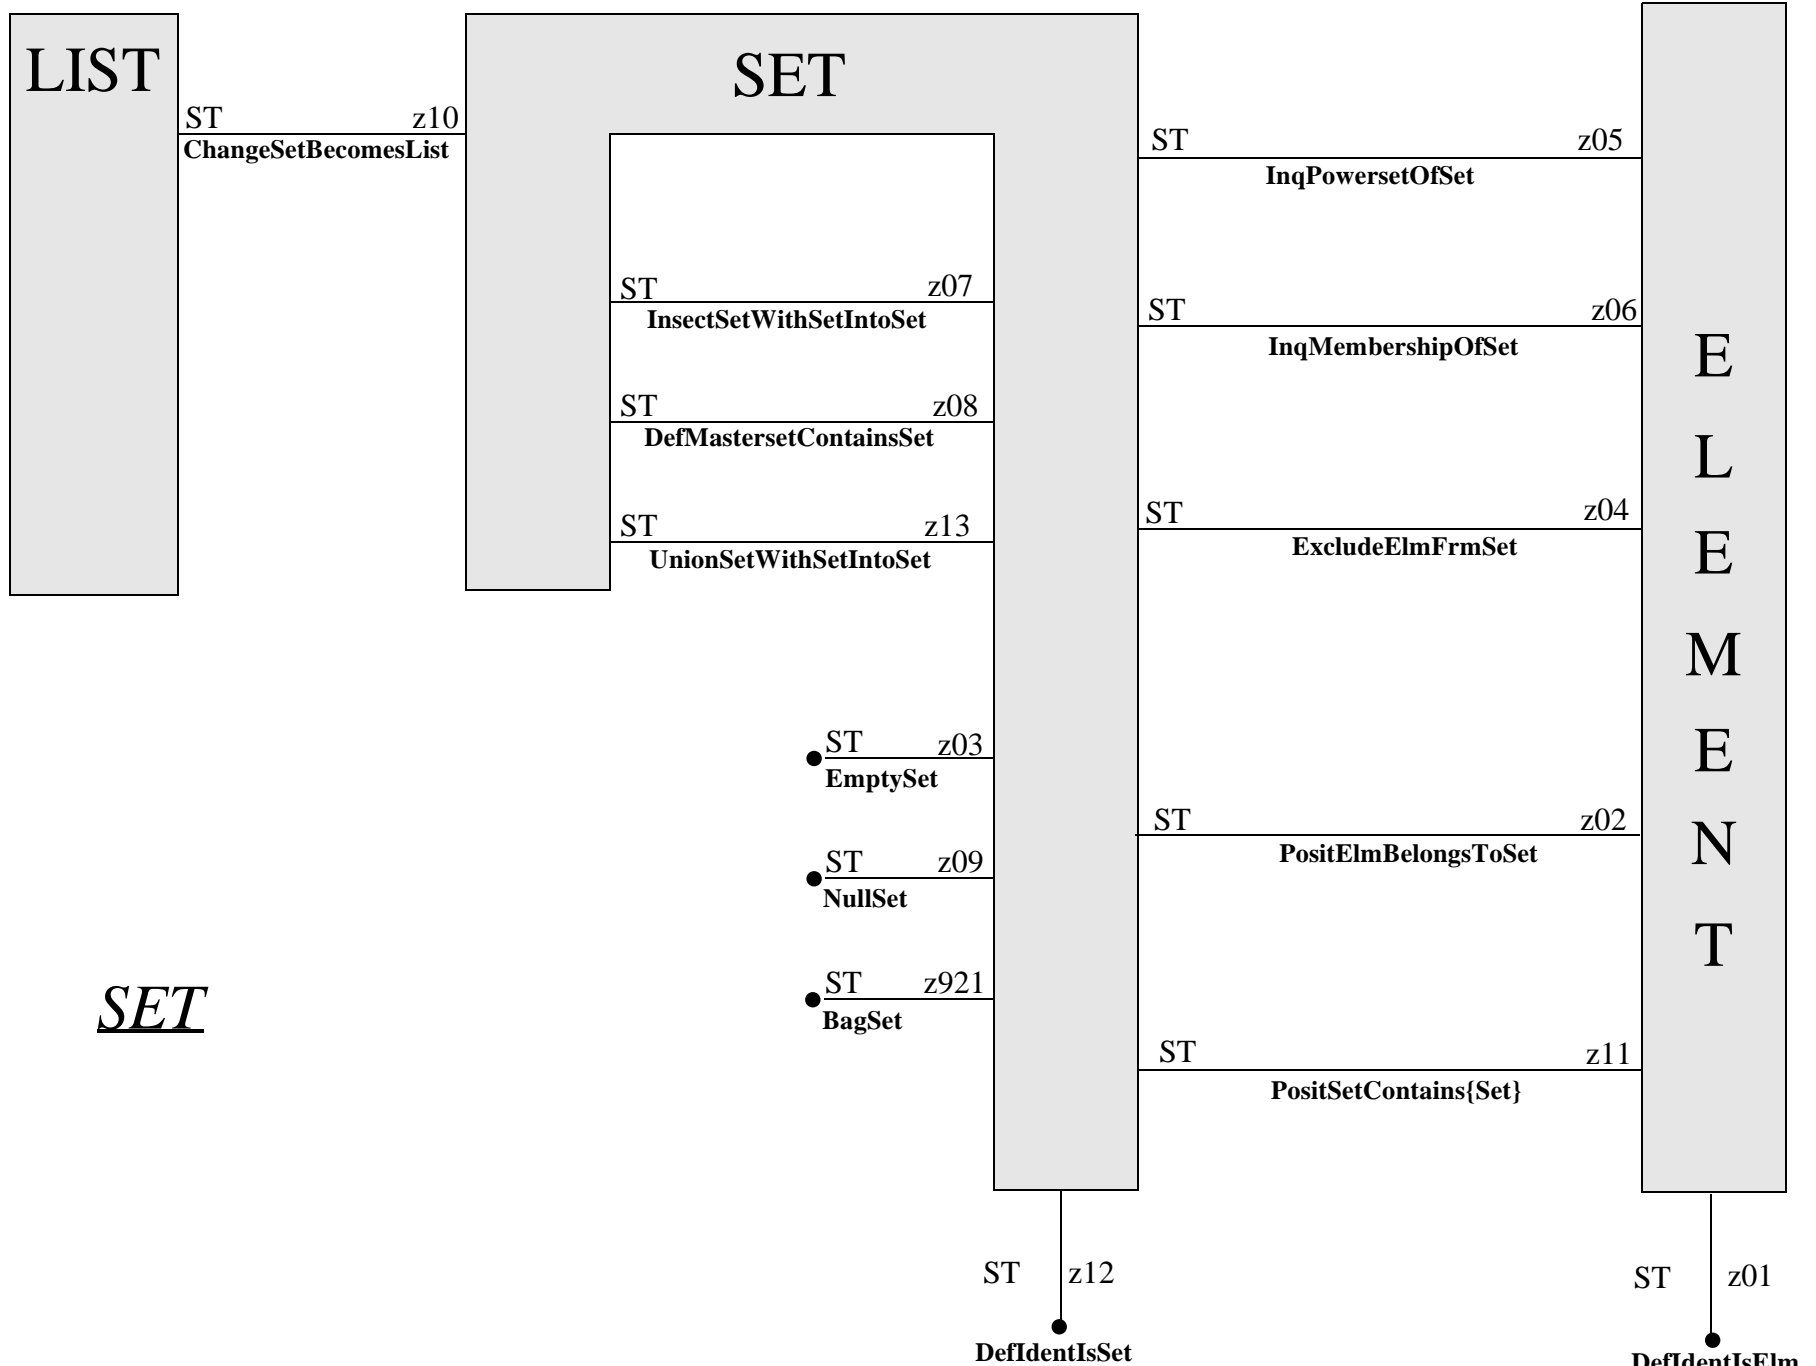 LIST
SET
ST z10
ChangeSetBecomesList
ST z05
InqPowersetOfSet
ST z07
InsectSetWithSetIntoSet
ST z06
InqMembershipOfSet
ST z08
DefMastersetContainsSet
ST z13
UnionSetWithSetIntoSet
ST z04
ExcludeElmFrmSet
E
L
E
M
E
N
T
ST z03
EmptySet
ST z02
PositElmBelongsToSet
ST z09
NullSet
ST z921
BagSet
SET
ST z11
PositSetContains{Set}
ST z12
DefIdentIsSet
ST z01
DefIdentIsElm